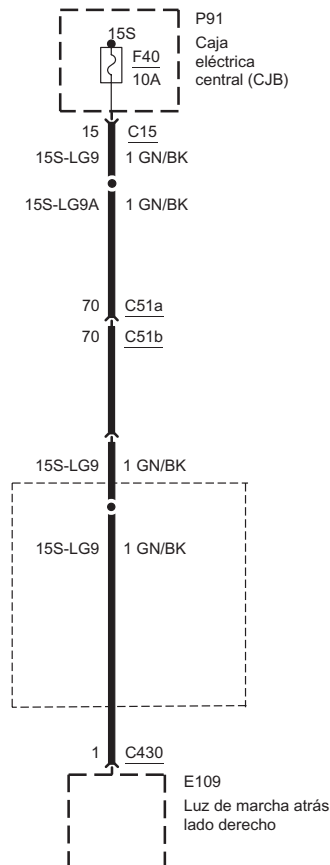 P91
15S
Caja
eléctrica
central (CJB)
F40
10A
15 C15
15S-LG9 1 GN/BK
15S-LG9A 1 GN/BK
70 C51a
70 C51b
15S-LG9 1 GN/BK
15S-LG9 1 GN/BK
1 C430
E109
Luz de marcha atrás
lado derecho